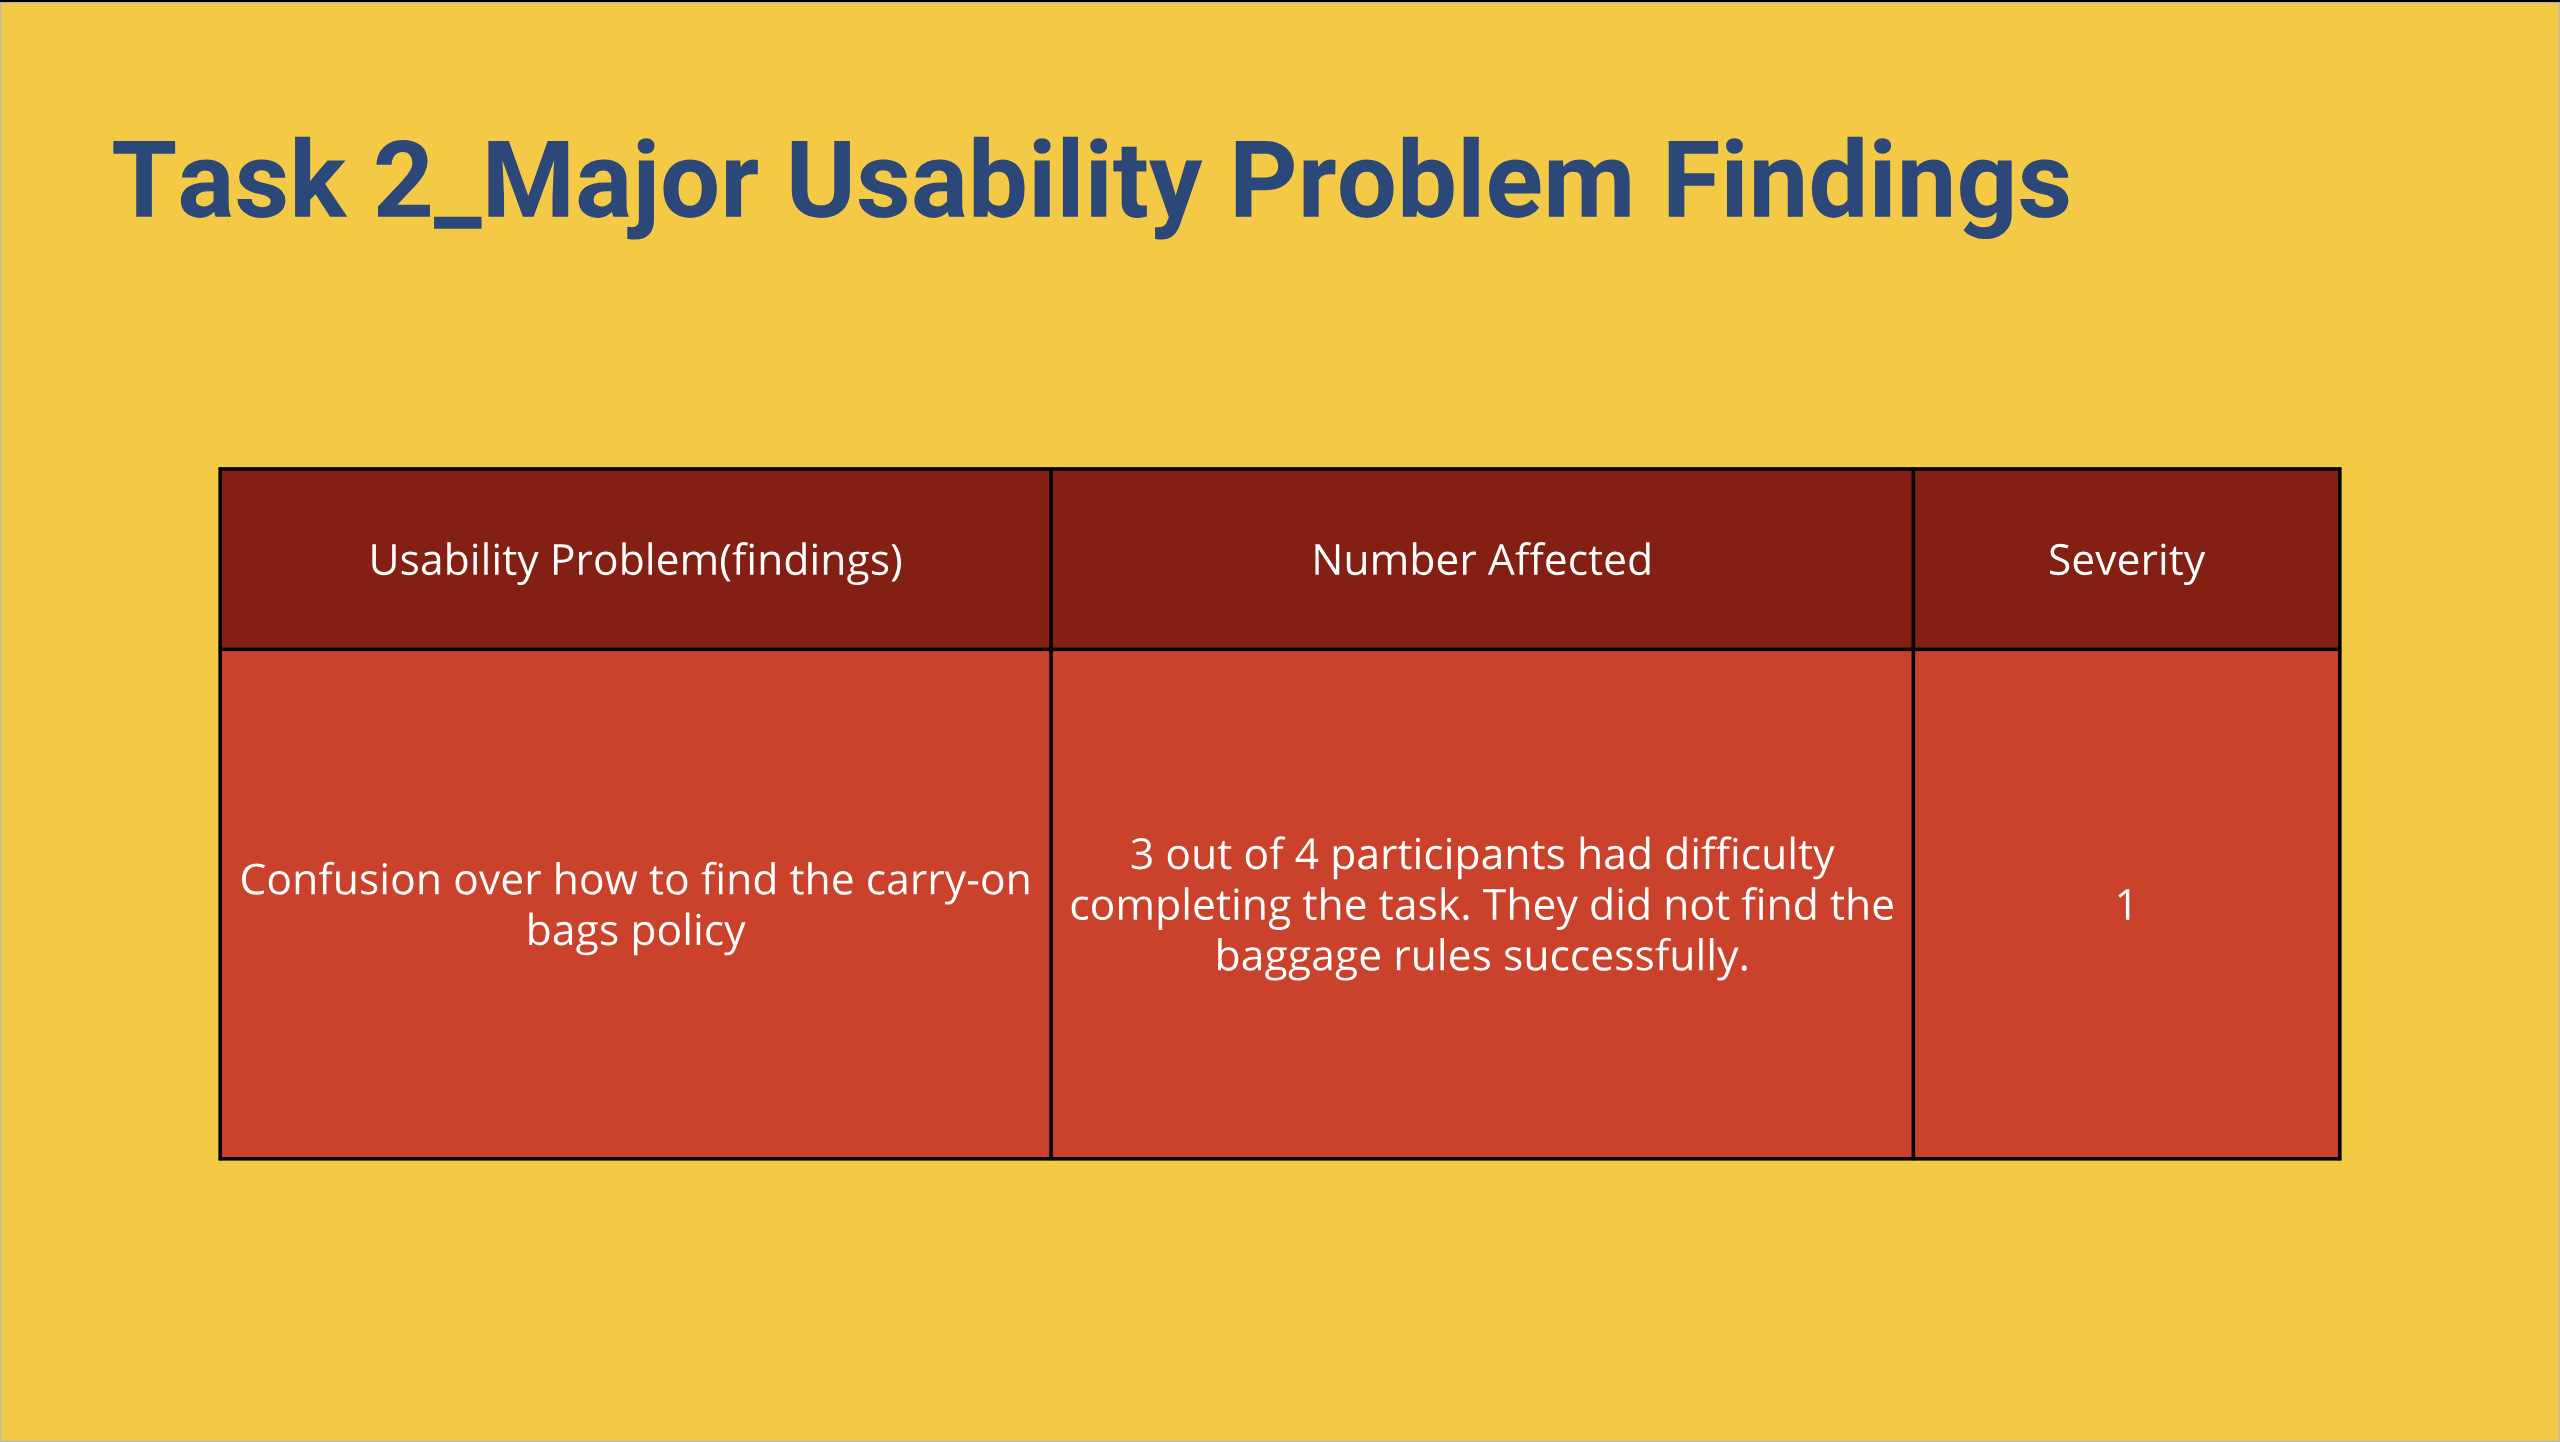 Task 2_Major Usability Problem Findings
Usability Problem(findings)
Number Affected
Severity
Confusion over how to find the carry-on
bags policy
3 out of 4 participants had difficulty
completing the task. They did not find the
baggage rules successfully.
1